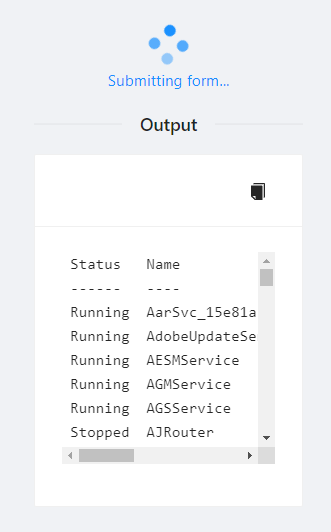 Submitting form...
Output
Status Name
------ ----
Running AarSvc_15e81a
Running AdobeUpdateSe
Running AESMService
Running AGMService
Running AGSService
Stopped AJRouter